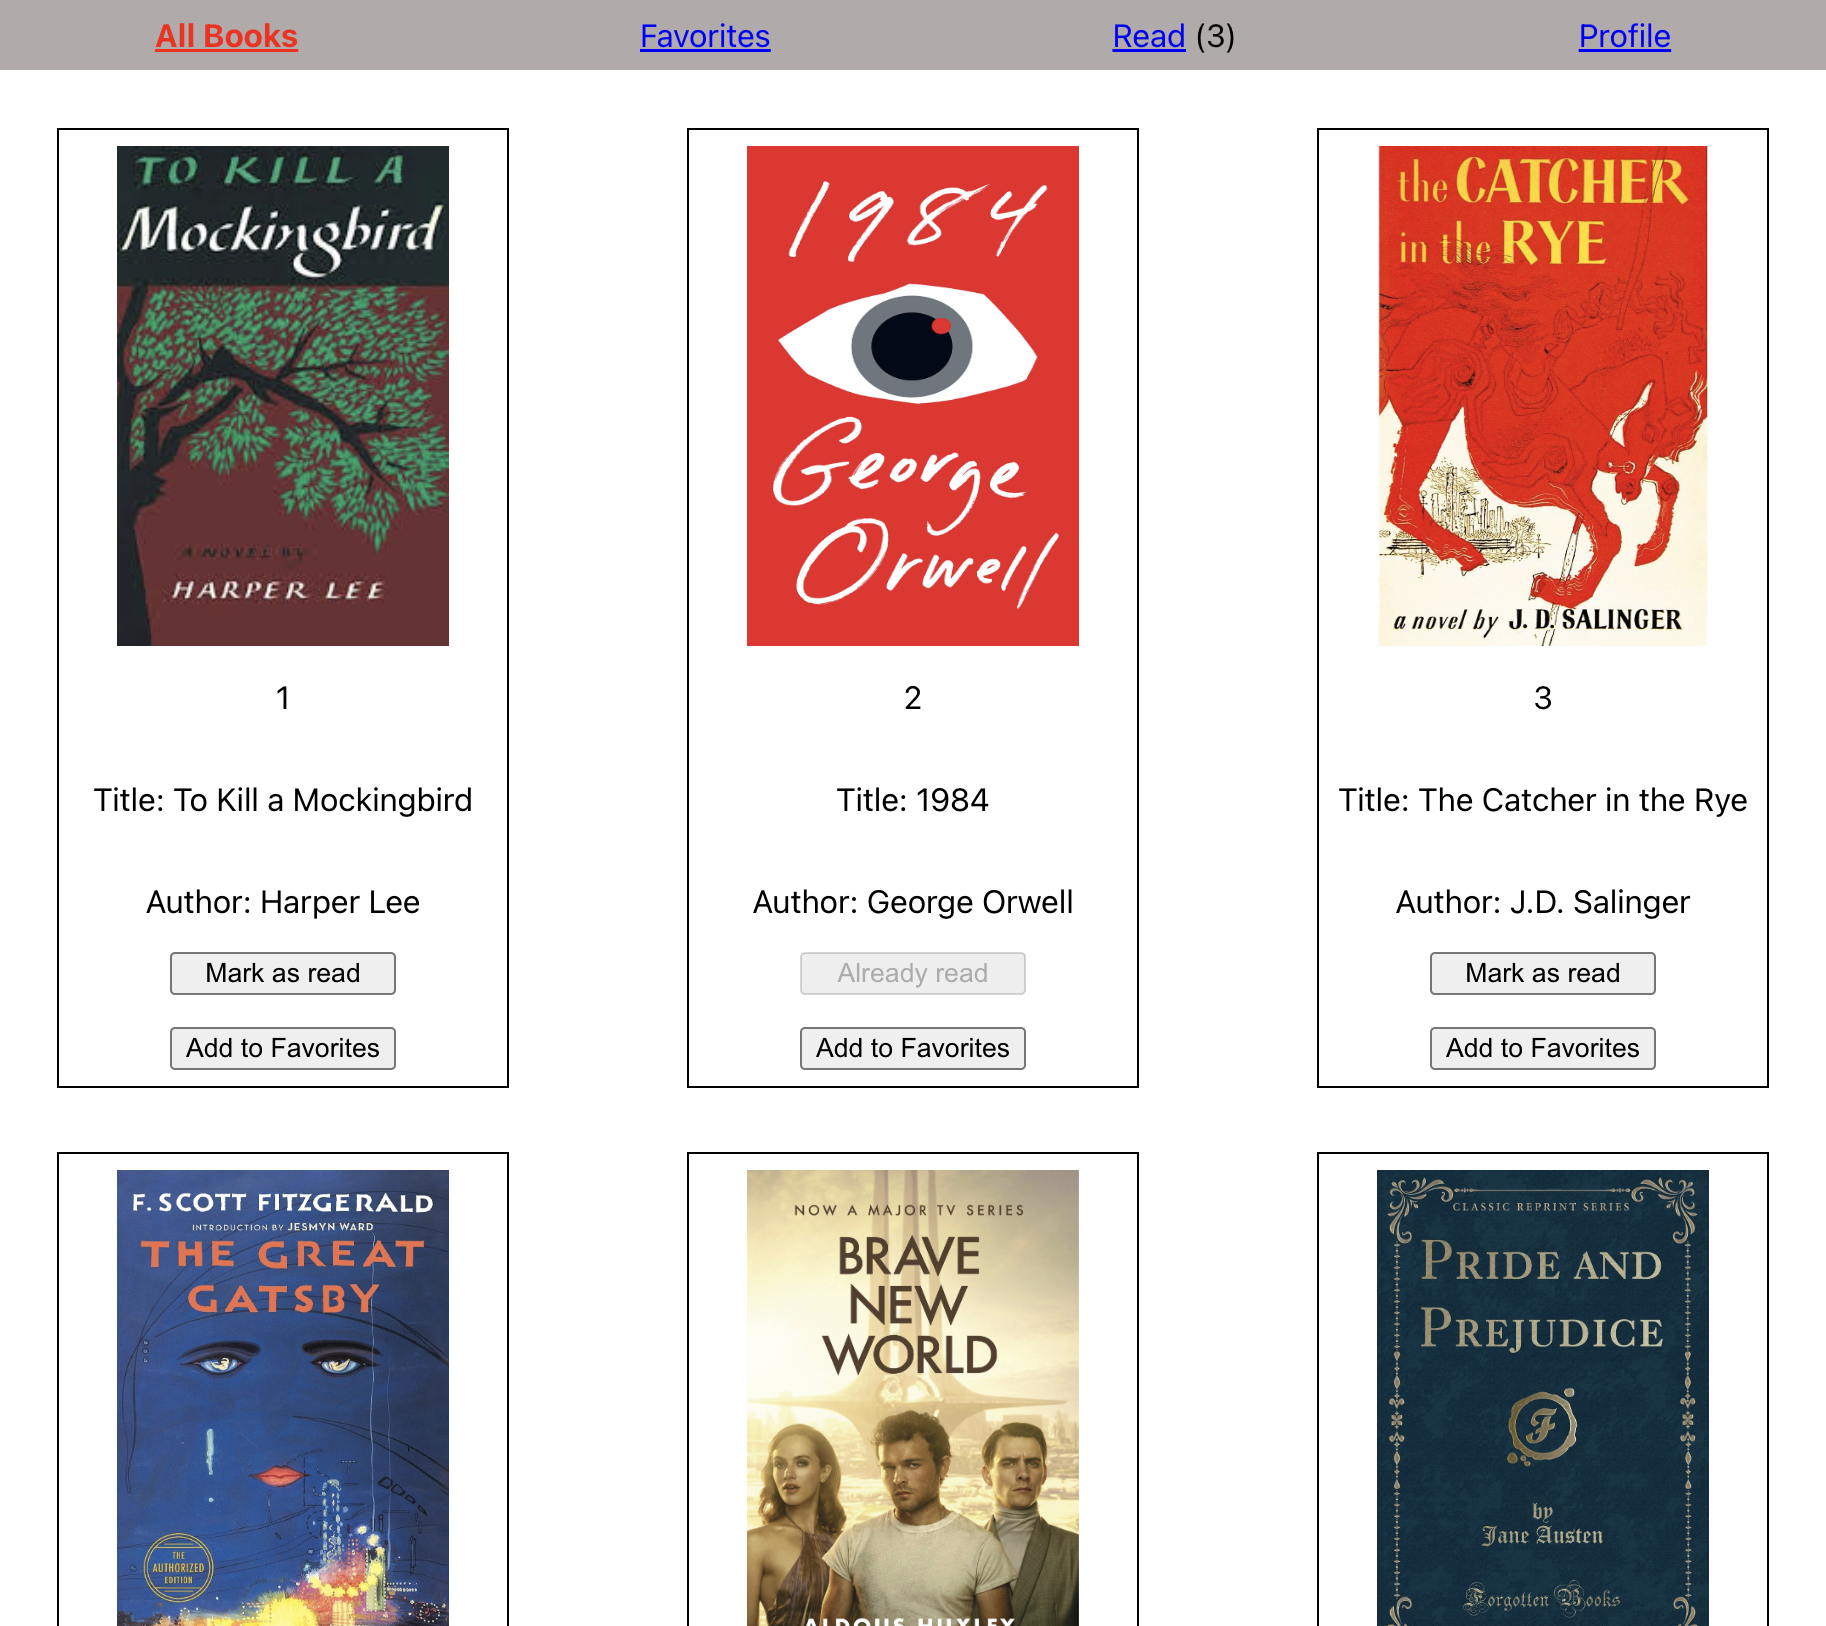 All Books
Favorites
Read (3)
Profile
TO KILL A
Mockingbird
A NOVEL BY
HARPER LEE
1
Title: To Kill a Mockingbird
Author: Harper Lee
Mark as read
Add to Favorites
1984
George
Orwell
2
Title: 1984
Author: George Orwell
Already read
Add to Favorites
the CATCHER
in the RYE
a novel by J. D. SALINGER
3
Title: The Catcher in the Rye
Author: J.D. Salinger
Mark as read
Add to Favorites
F. SCOTT FITZGERALD
INTRODUCTION BY JESMYN WARD
THE GREAT
GATSBY
THE
AUTHORIZED
EDITION
NOW A MAJOR TV SERIES
BRAVE
NEW
WORLD
ALDOUS HUXLEY
CLASSIC REPRINT SERIES
PRIDE AND
PREJUDICE
F
by
Jane Austen
Forgotten Books